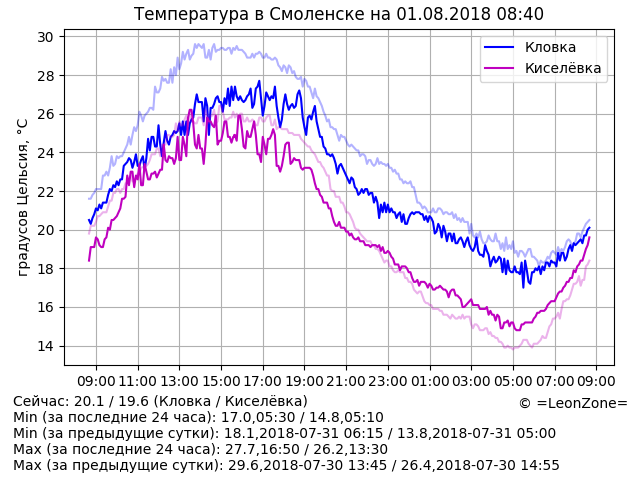 Температура в Смоленске на 01.08.2018 08:40
градусов Цельсия, °C
30
28
26
24
22
20
18
16
14
Кловка
Киселёвка
09:00 11:00 13:00 15:00 17:00 19:00 21:00 23:00 01:00 03:00 05:00 07:00 09:00
Сейчас: 20.1 / 19.6 (Кловка / Киселёвка)
© =LeonZone=
Min (за последние 24 часа): 17.0,05:30 / 14.8,05:10
Min (за предыдущие сутки): 18.1,2018-07-31 06:15 / 13.8,2018-07-31 05:00
Max (за последние 24 часа): 27.7,16:50 / 26.2,13:30
Max (за предыдущие сутки): 29.6,2018-07-30 13:45 / 26.4,2018-07-30 14:55